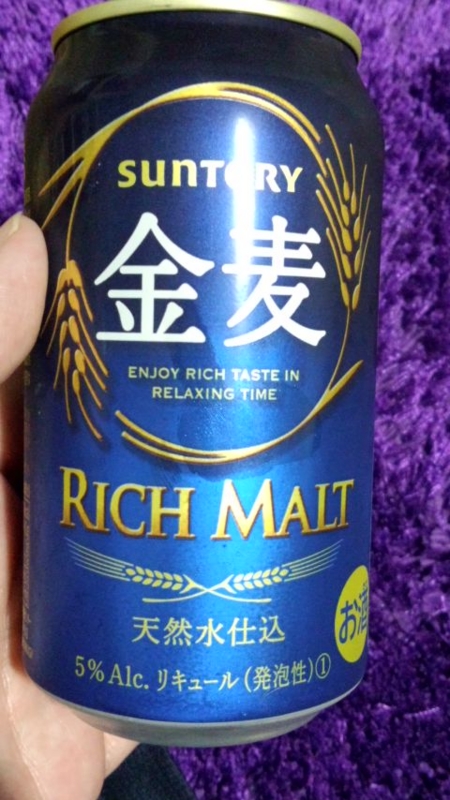 SUNTORY
金麦
ENJOY RICH TASTE IN
RELAXING TIME
RICH MALT
天然水仕込
お酒
5% Alc. リキュール(発泡性)①